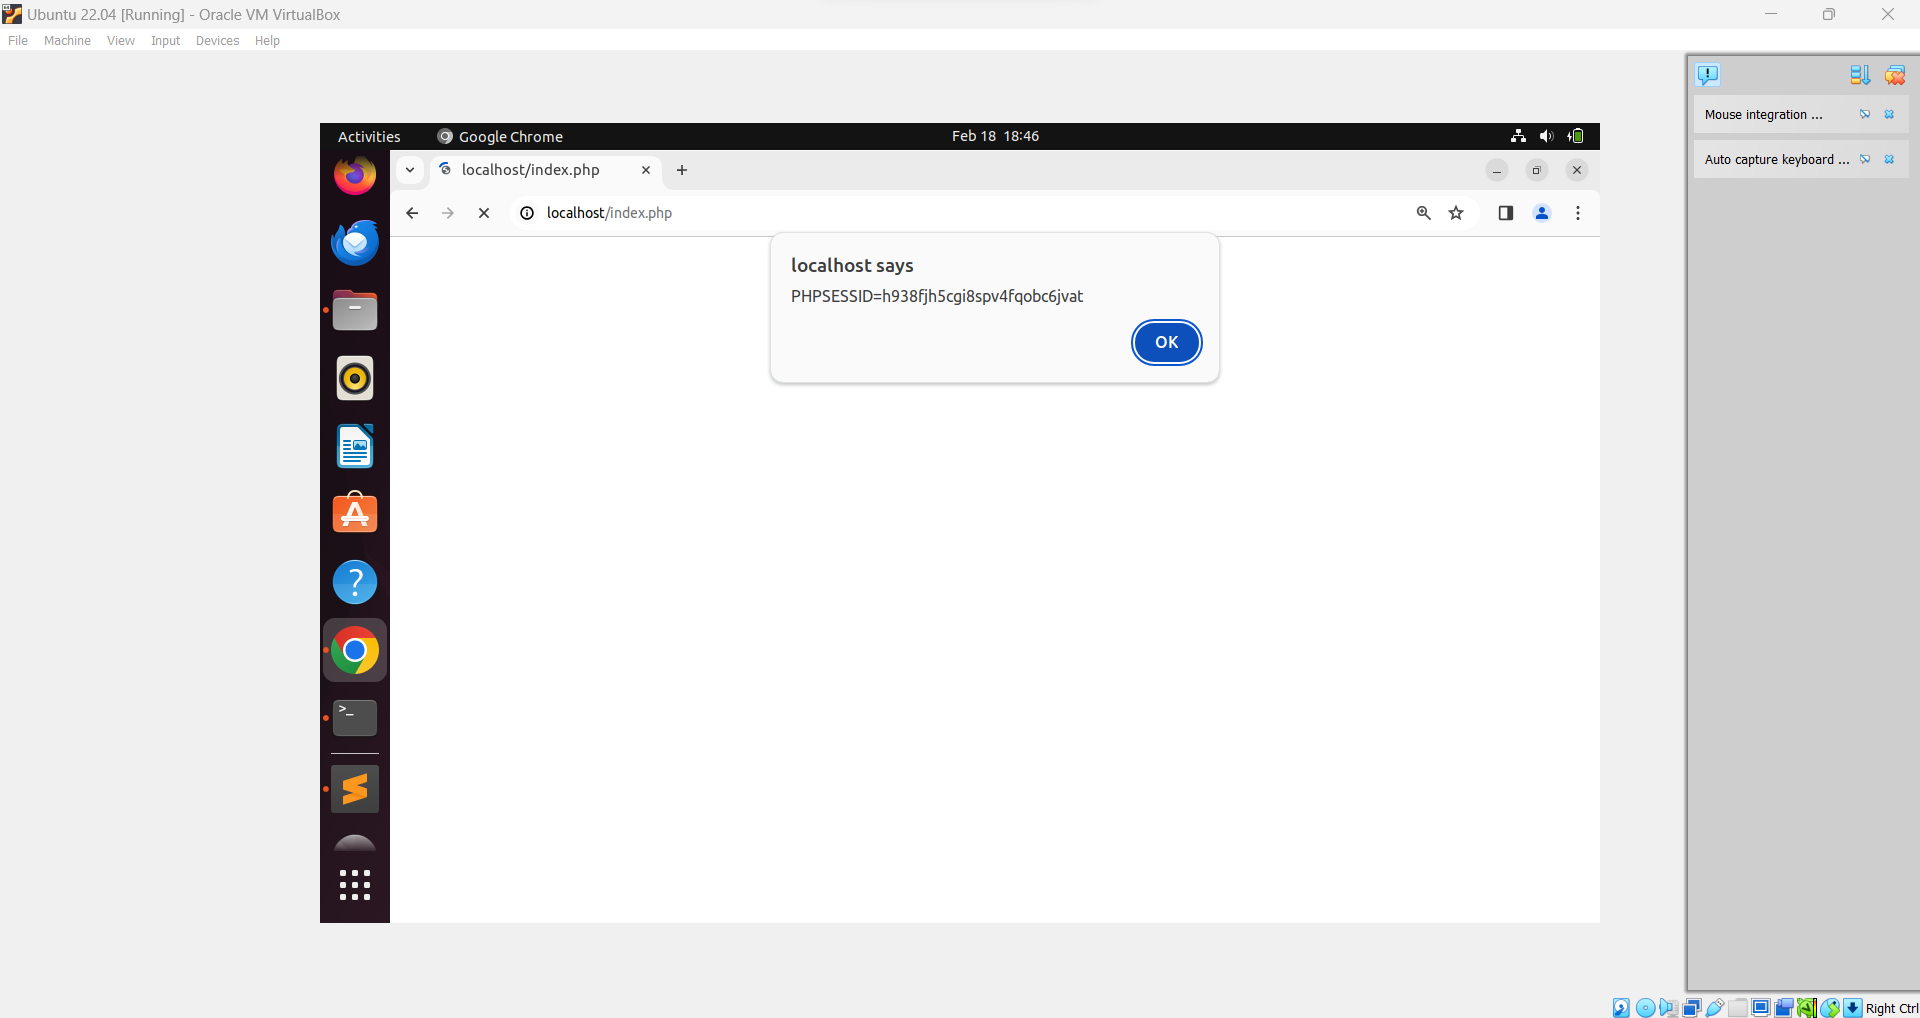 Ubuntu 22.04 [Running] - Oracle VM VirtualBox
File Machine View Input Devices Help
Mouse integration ...
Auto capture keyboard ...
Activities Google Chrome Feb 18 18:46
localhost/index.php
localhost/index.php
localhost says
PHPSESSID=h938fjh5cgi8spv4fqobc6jvat
OK
Right Ctrl